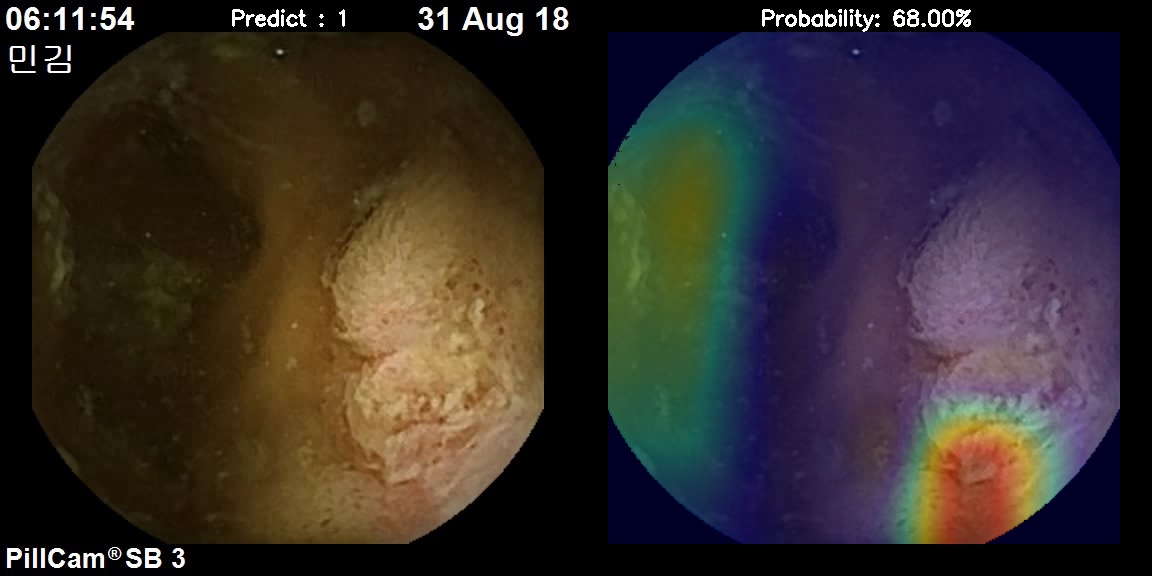 06:11:54
Predict : 1
31 Aug 18
Probability: 68.00%
민김
PillCam® SB 3